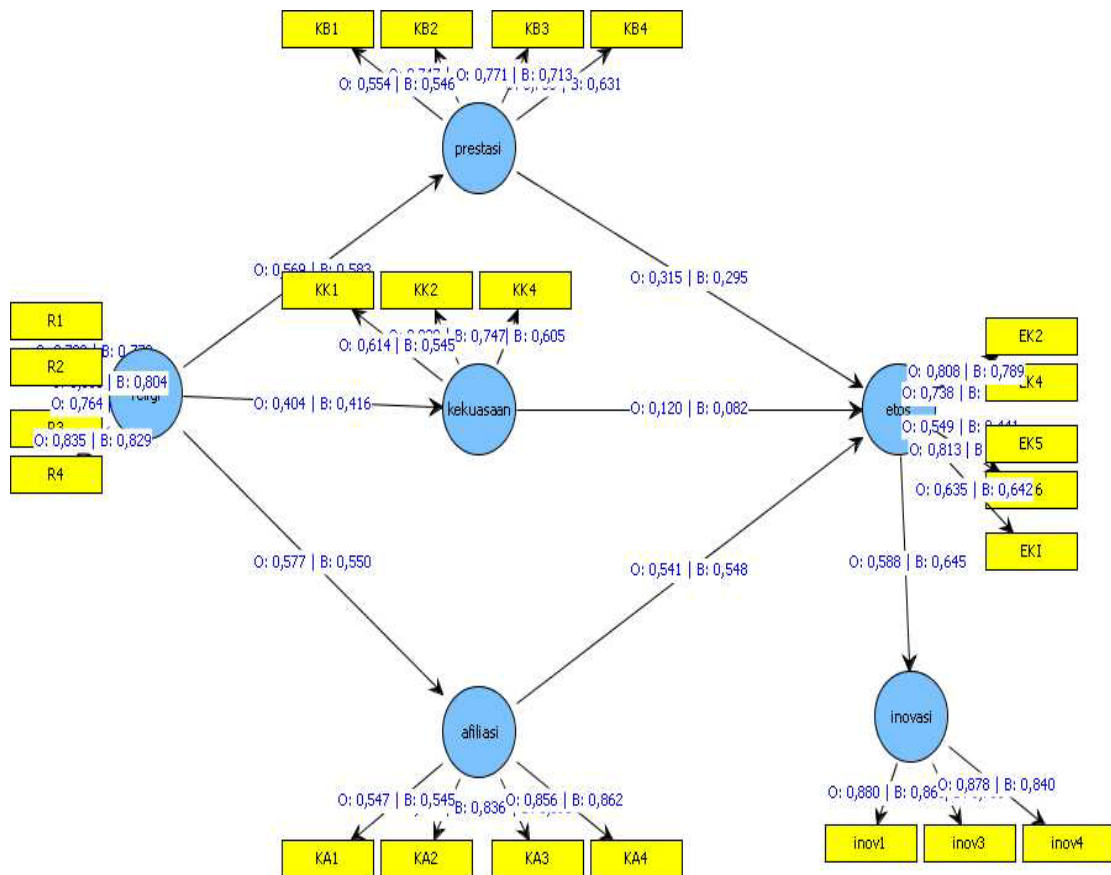 KB1 KB2 KB3 KB4
O: 0,771 | B: 0,713
O: 0,554 | B: 0,546
B: 0,631
prestasi
O: 0,569 | B: 0,583
O: 0,315 | B: 0,295
KK1 KK2 KK4
B: 0,747
B: 0,605
O: 0,614 | B: 0,545
R1
R2
B: 0,804
O: 0,764
R3
O: 0,835 | B: 0,829
R4
religi
O: 0,404 | B: 0,416
kekuasaan
O: 0,120 | B: 0,082
etos
EK2
O: 0,808 | B: 0,789
EK4
O: 0,738 | B:
O: 0,549
EK5
O: 0,813 | B
O: 0,635 | B: 0,642
6
EKI
O: 0,577 | B: 0,550
O: 0,541 | B: 0,548
O: 0,588 | B: 0,645
afiliasi
inovasi
O: 0,547 | B: 0,545
B: 0,836
O: 0,856 | B: 0,862
O: 0,878 | B: 0,840
O: 0,880 | B:
inov1 inov3 inov4
KA1 KA2 KA3 KA4